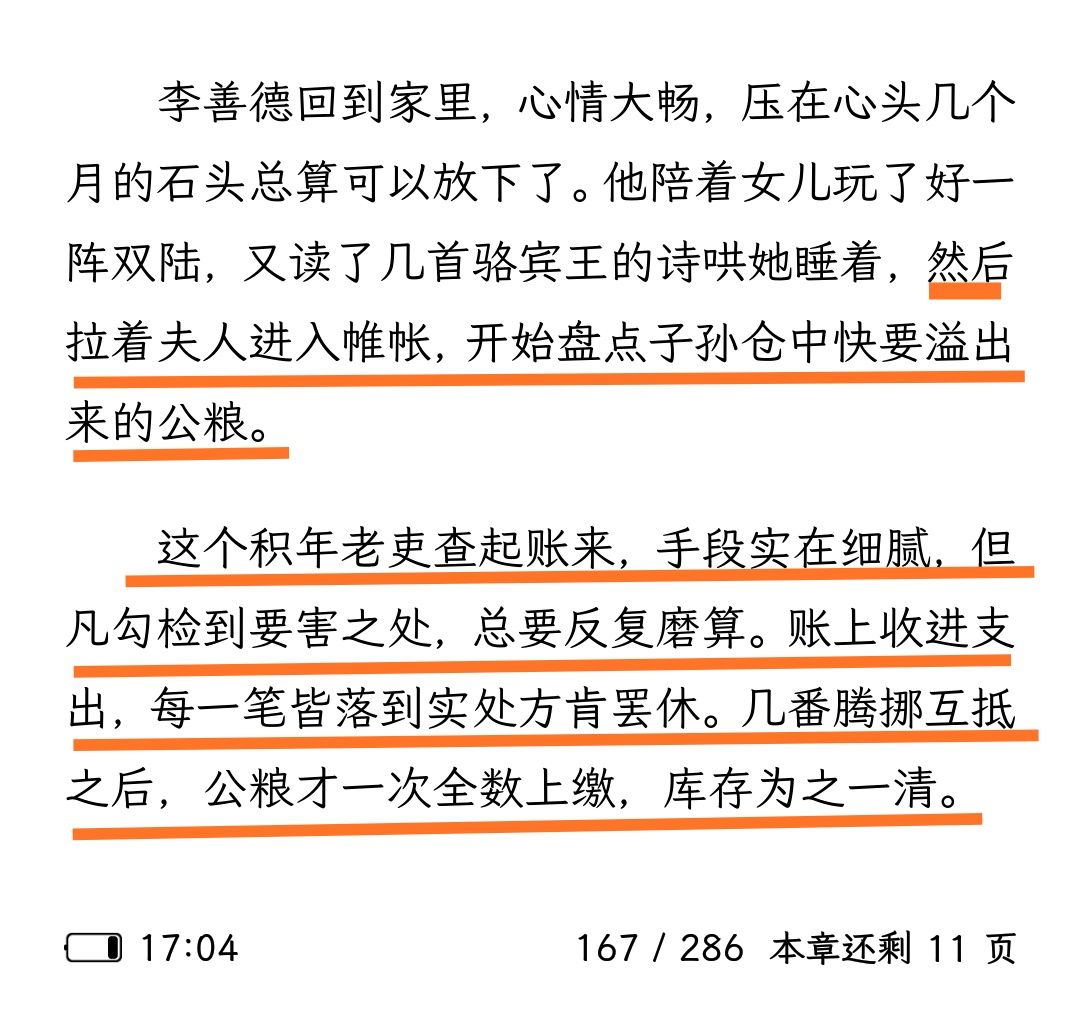 李善德回到家里，心情大畅，压在心头几个
月的石头总算可以放下了。他陪着女儿玩了好一
阵双陆，又读了几首骆宾王的诗哄她睡着，然后
拉着夫人进入帷帐，开始盘点子孙仓中快要溢出
来的公粮。
这个积年老吏查起账来，手段实在细腻，但
凡勾检到要害之处，总要反复磨算。账上收进支
出，每一笔皆落到实处方肯罢休。几番腾挪互抵
之后，公粮才一次全数上缴，库存为之一清。
17:04 167 / 286 本章还剩 11 页